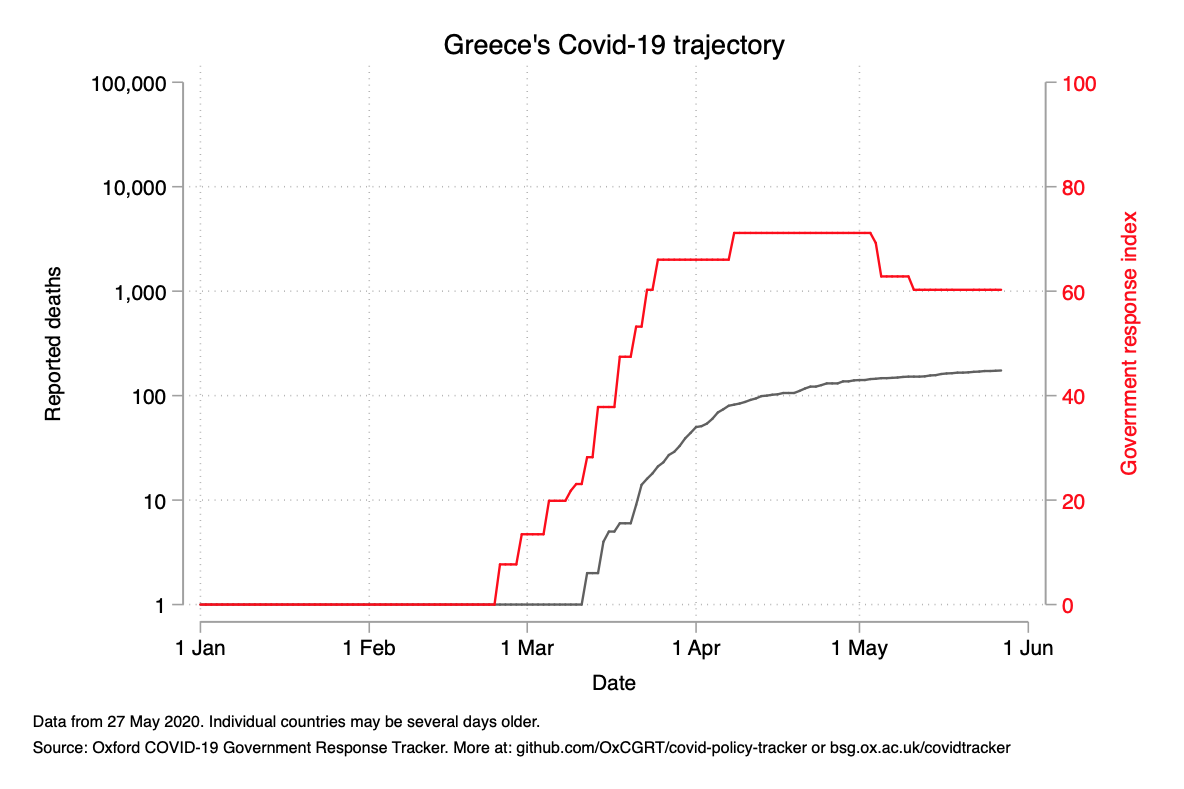 Greece's Covid-19 trajectory
100,000
10,000
1,000
100
10
1
Reported deaths
100
80
60
40
20
0
Government response index
1 Jan
1 Feb
1 Mar
1 Apr
1 May
1 Jun
Date
Data from 27 May 2020. Individual countries may be several days older.
Source: Oxford COVID-19 Government Response Tracker. More at: github.com/OxCGRT/covid-policy-tracker or bsg.ox.ac.uk/covidtracker